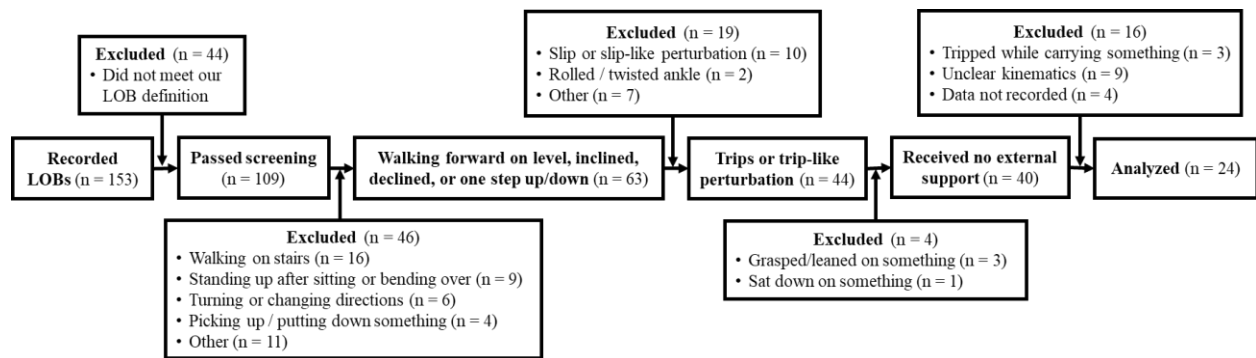 Excluded (n = 44)
• Did not meet our
LOB definition
Excluded (n = 19)
• Slip or slip-like perturbation (n = 10)
• Rolled / twisted ankle (n = 2)
• Other (n = 7)
Excluded (n = 16)
• Tripped while carrying something (n = 3)
• Unclear kinematics (n = 9)
• Data not recorded (n = 4)
Recorded
LOBs (n = 153)
Passed screening
(n = 109)
Walking forward on level, inclined,
declined, or one step up/down (n = 63)
Trips or trip-like
perturbation (n = 44)
Received no external
support (n = 40)
Analyzed (n = 24)
Excluded (n = 46)
• Walking on stairs (n = 16)
• Standing up after sitting or bending over (n = 9)
• Turning or changing directions (n = 6)
• Picking up / putting down something (n = 4)
• Other (n = 11)
Excluded (n = 4)
• Grasped/leaned on something (n = 3)
• Sat down on something (n = 1)